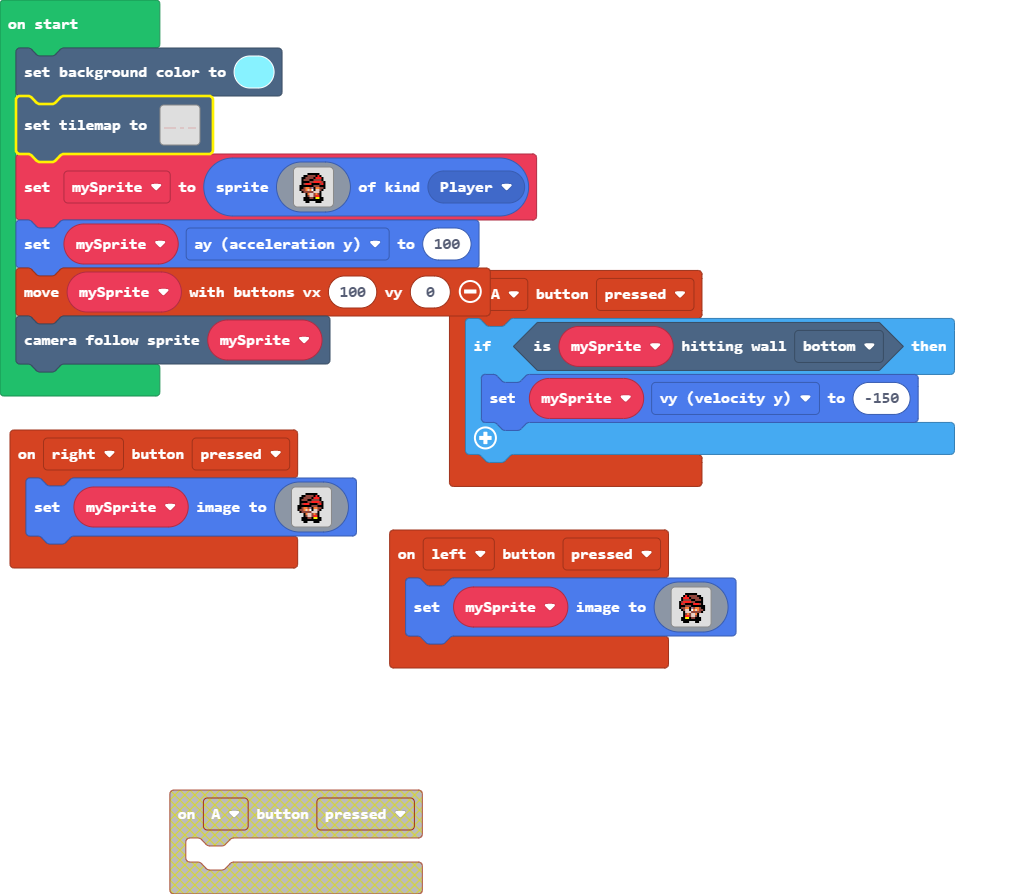 on start
set background color to
set tilemap to
set mySprite to sprite of kind Player
set mySprite ay (acceleration y) to 100
move mySprite with buttons vx 100 vy 0
camera follow sprite mySprite
A button pressed
if is mySprite hitting wall bottom then
set mySprite vy (velocity y) to -150
on right button pressed
set mySprite image to
on left button pressed
set mySprite image to
on A button pressed